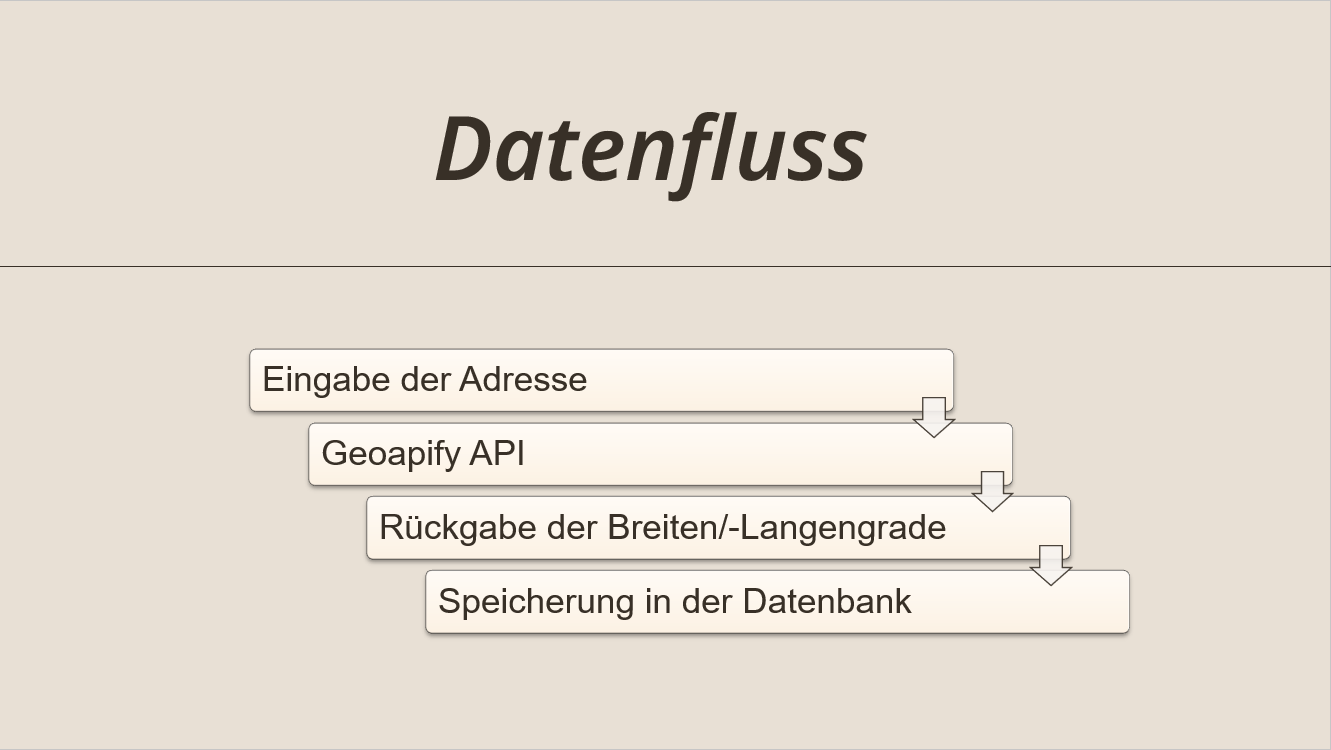 Datenfluss
Eingabe der Adresse
Geoapify API
Rückgabe der Breiten/-Langengrade
Speicherung in der Datenbank